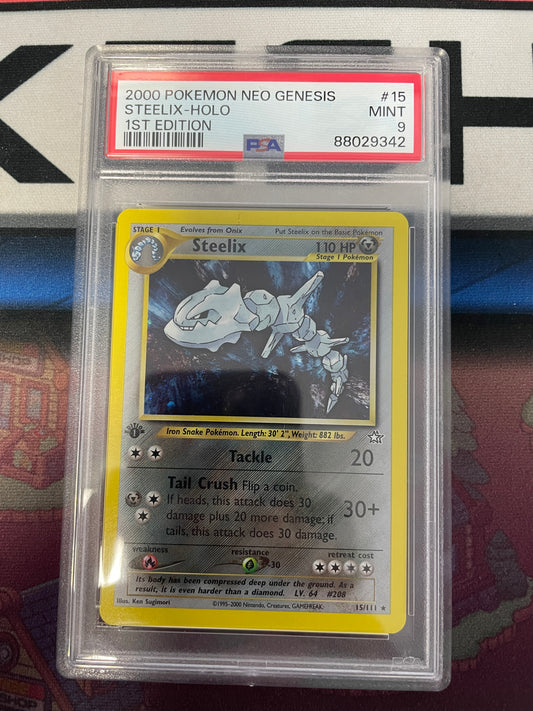 2000 POKEMON NEO GENESIS #15
STEELIX-HOLO MINT
1ST EDITION 9
PSA 88029342
STAGE 1 Evolves from Onix Put Steelix on the Basic Pokémon
Steelix 110 HP
Stage 1 Pokémon
Iron Snake Pokémon. Length: 30' 2", Weight: 882 lbs.
EDITION
1
Tackle 20
Tail Crush Flip a coin.
If heads, this attack does 30
damage plus 20 more damage; if
tails, this attack does 30 damage.
30+
weakness resistance retreat cost
-30
Its body has been compressed deep under the ground. As a
result, it is even harder than a diamond. LV. 64 #208
Illus. Ken Sugimori ©1995-2000 Nintendo, Creatures, GAMEFREAK. 15/111 ★
SHOP
SHOP